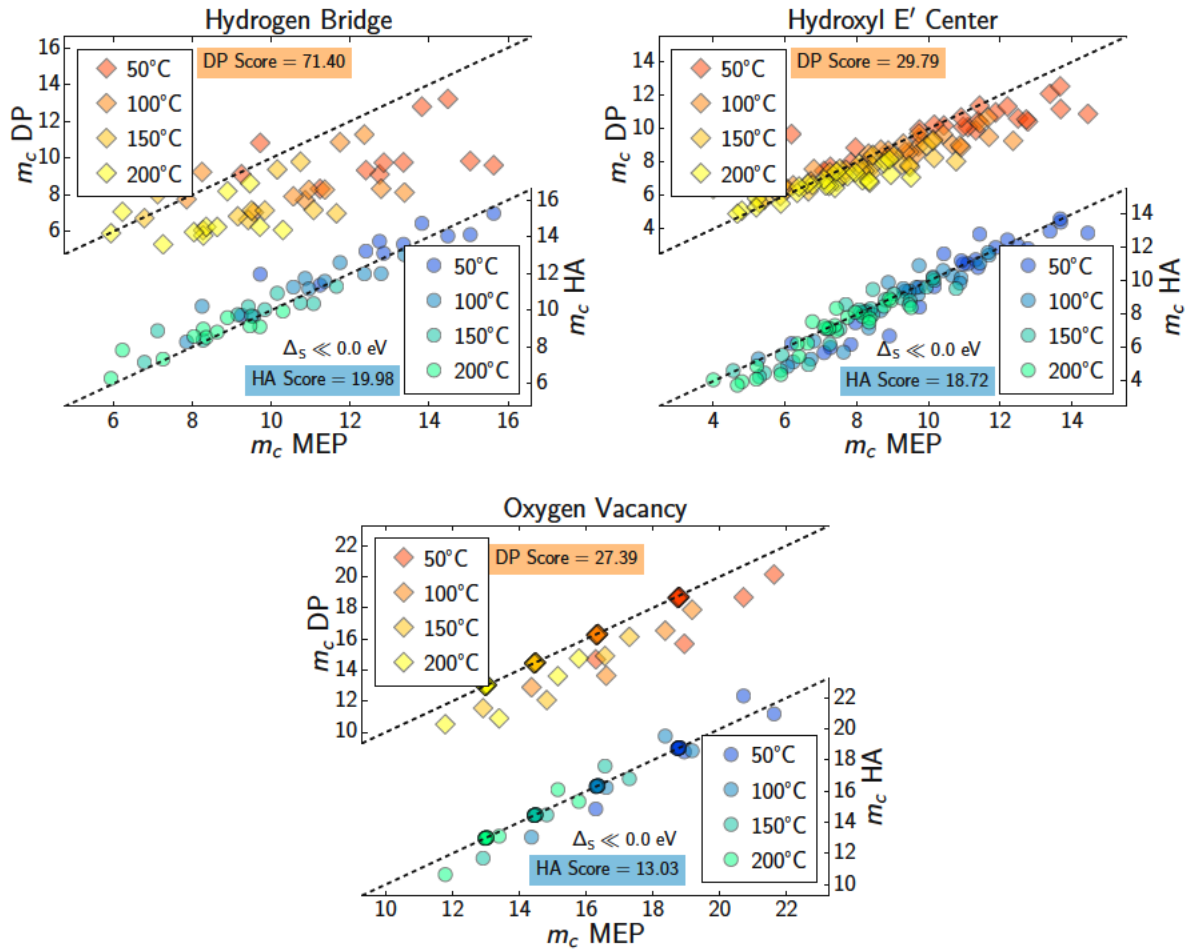 Hydrogen Bridge
16
14
12
10
8
6
m_c DP
50°C
100°C
150°C
200°C
DP Score = 71.40
16
14
12
10
8
6
m_c HA
50°C
100°C
150°C
200°C
Δ_S ≪ 0.0 eV
HA Score = 19.98
6 8 10 12 14 16
m_c MEP
Hydroxyl E′ Center
14
12
10
8
6
4
m_c DP
50°C
100°C
150°C
200°C
DP Score = 29.79
14
12
10
8
6
4
m_c HA
50°C
100°C
150°C
200°C
Δ_S ≪ 0.0 eV
HA Score = 18.72
4 6 8 10 12 14
m_c MEP
Oxygen Vacancy
22
20
18
16
14
12
10
m_c DP
50°C
100°C
150°C
200°C
DP Score = 27.39
22
20
18
16
14
12
10
m_c HA
50°C
100°C
150°C
200°C
Δ_S ≪ 0.0 eV
HA Score = 13.03
10 12 14 16 18 20 22
m_c MEP